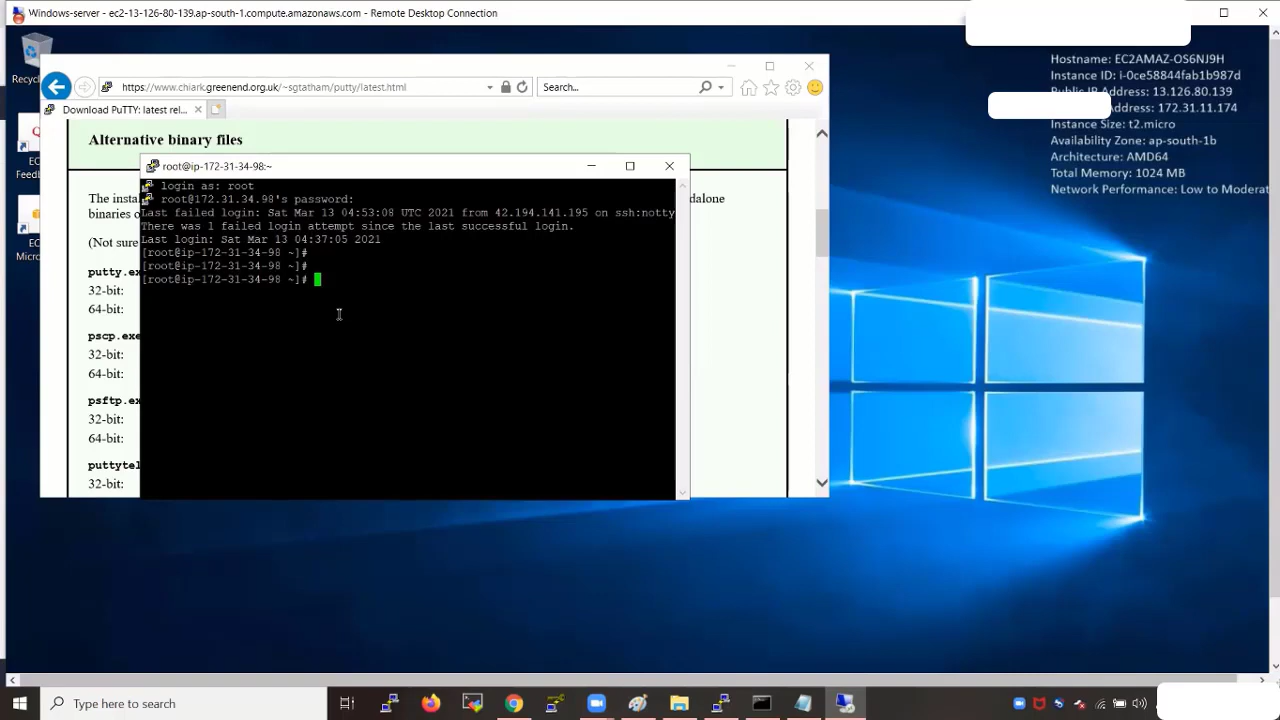 Windows-server - ec2-13-126-80-139.ap-south-1.compute.amazonaws.com - Remote Desktop Connection
Recycl
EC
Feedb
EC
Micros
https://www.chiark.greenend.org.uk/~sgtatham/putty/latest.html
Search...
Download PuTTY: latest rel...
Alternative binary files
The insta
dalone
binaries o
(Not sure
putty.ex
32-bit:
64-bit:
pscp.exe
32-bit:
64-bit:
psftp.ex
32-bit:
64-bit:
puttytel
32-bit:
root@ip-172-31-34-98:~
login as: root
root@172.31.34.98's password:
Last failed login: Sat Mar 13 04:53:08 UTC 2021 from 42.194.141.195 on ssh:notty
There was 1 failed login attempt since the last successful login.
Last login: Sat Mar 13 04:37:05 2021
[root@ip-172-31-34-98 ~]#
[root@ip-172-31-34-98 ~]#
[root@ip-172-31-34-98 ~]#
Hostname: EC2AMAZ-OS6NJ9H
Instance ID: i-0ce58844fab1b987d
Public IP Address: 13.126.80.139
Address: 172.31.11.174
Instance Size: t2.micro
Availability Zone: ap-south-1b
Architecture: AMD64
Total Memory: 1024 MB
Network Performance: Low to Moderat
Type here to search